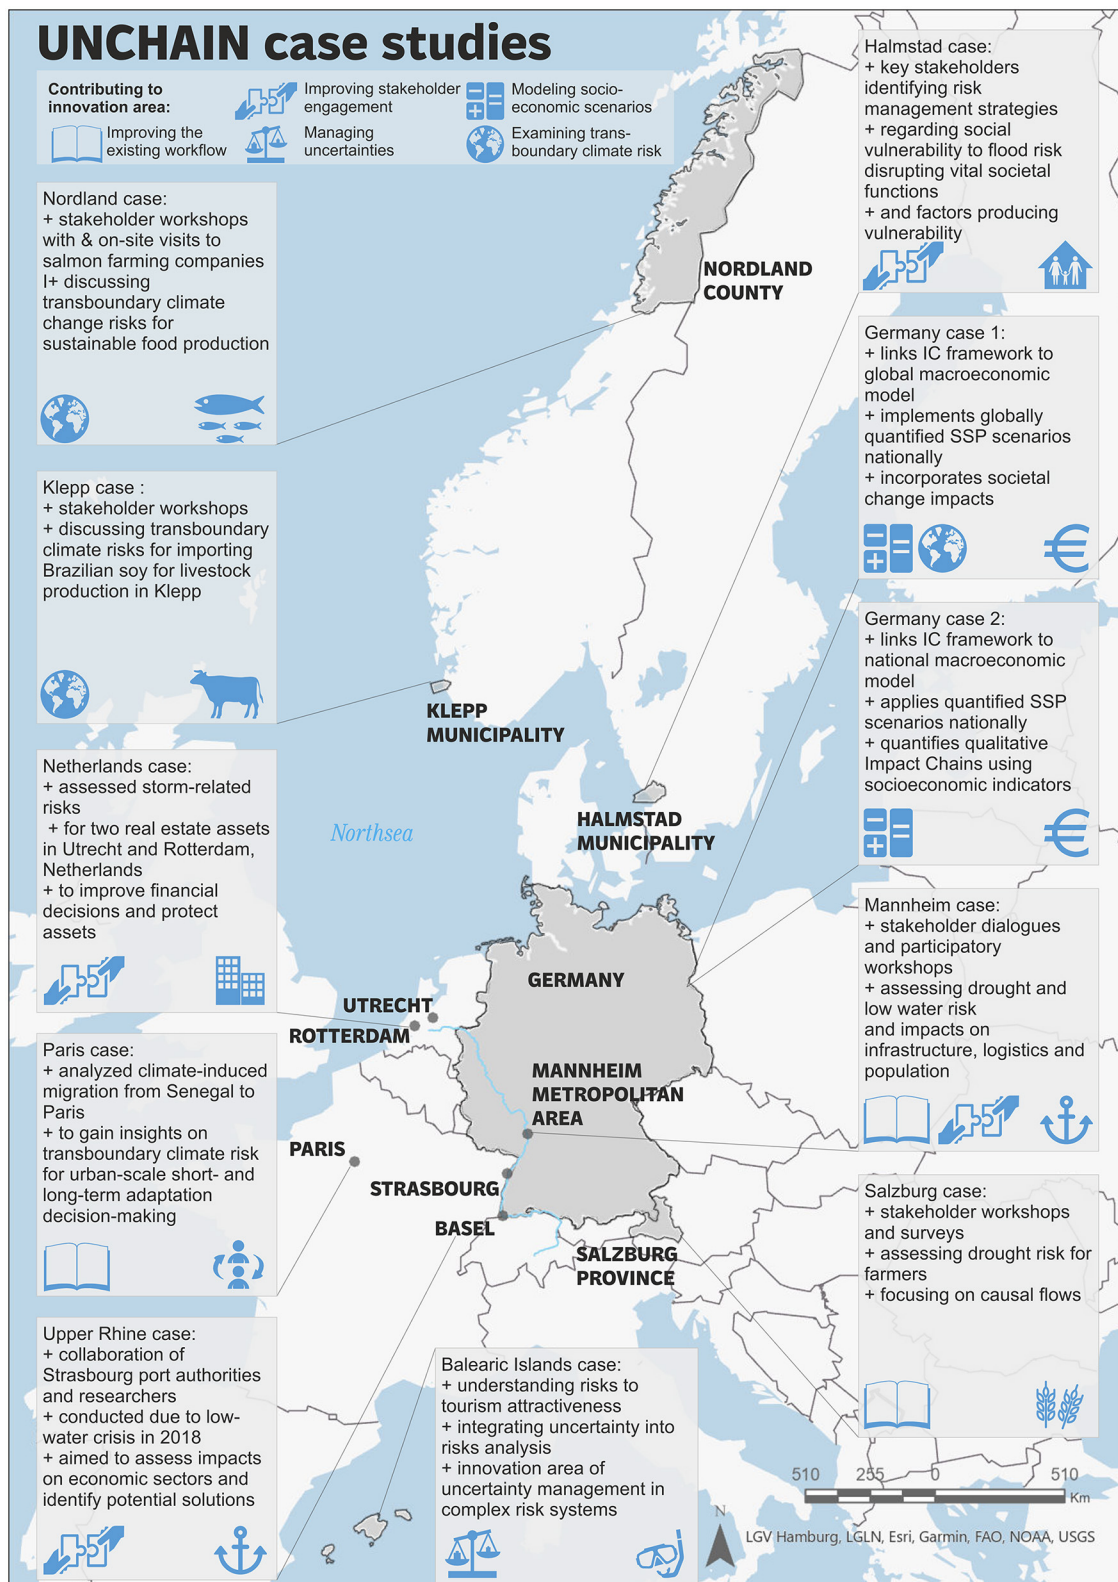 UNCHAIN case studies
Contributing to
innovation area:
Improving stakeholder
engagement
Modeling socio-
economic scenarios
Improving the
existing workflow
Managing
uncertainties
Examining trans-
boundary climate risk
Nordland case:
+ stakeholder workshops
with & on-site visits to
salmon farming companies
I+ discussing
transboundary climate
change risks for
sustainable food production
Klepp case :
+ stakeholder workshops
+ discussing transboundary
climate risks for importing
Brazilian soy for livestock
production in Klepp
Netherlands case:
+ assessed storm-related
risks
+ for two real estate assets
in Utrecht and Rotterdam,
Netherlands
+ to improve financial
decisions and protect
assets
Paris case:
+ analyzed climate-induced
migration from Senegal to
Paris
+ to gain insights on
transboundary climate risk
for urban-scale short- and
long-term adaptation
decision-making
Upper Rhine case:
+ collaboration of
Strasbourg port authorities
and researchers
+ conducted due to low-
water crisis in 2018
+ aimed to assess impacts
on economic sectors and
identify potential solutions
NORDLAND
COUNTY
KLEPP
MUNICIPALITY
Northsea
HALMSTAD
MUNICIPALITY
GERMANY
UTRECHT
ROTTERDAM
MANNHEIM
METROPOLITAN
AREA
PARIS
STRASBOURG
BASEL
SALZBURG
PROVINCE
Balearic Islands case:
+ understanding risks to
tourism attractiveness
+ integrating uncertainty into
risks analysis
+ innovation area of
uncertainty management in
complex risk systems
Halmstad case:
+ key stakeholders
identifying risk
management strategies
+ regarding social
vulnerability to flood risk
disrupting vital societal
functions
+ and factors producing
vulnerability
Germany case 1:
+ links IC framework to
global macroeconomic
model
+ implements globally
quantified SSP scenarios
nationally
+ incorporates societal
change impacts
Germany case 2:
+ links IC framework to
national macroeconomic
model
+ applies quantified SSP
scenarios nationally
+ quantifies qualitative
Impact Chains using
socioeconomic indicators
Mannheim case:
+ stakeholder dialogues
and participatory
workshops
+ assessing drought and
low water risk
and impacts on
infrastructure, logistics and
population
Salzburg case:
+ stakeholder workshops
and surveys
+ assessing drought risk for
farmers
+ focusing on causal flows
510 255 0 510
Km
N
LGV Hamburg, LGLN, Esri, Garmin, FAO, NOAA, USGS